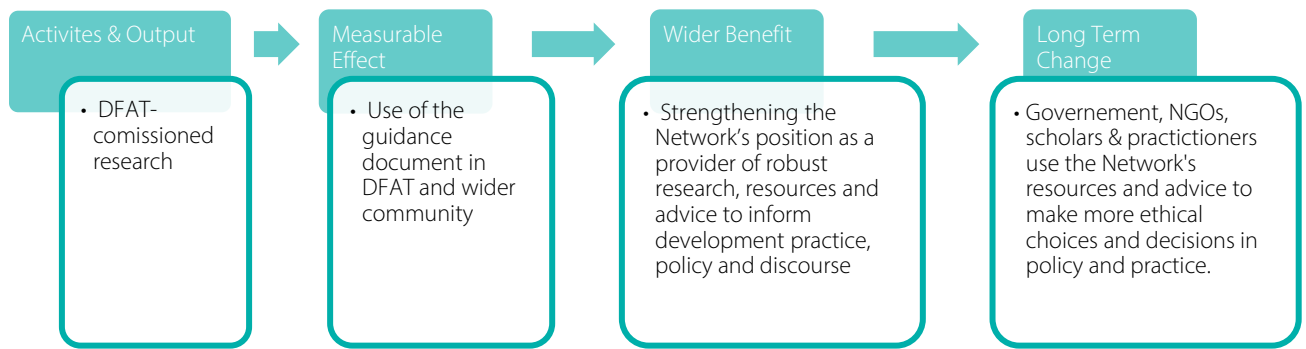 Activites & Output
• DFAT-
comissioned
research
Measurable
Effect
• Use of the
guidance
document in
DFAT and wider
community
Wider Benefit
• Strengthening the
Network's position as a
provider of robust
research, resources and
advice to inform
development practice,
policy and discourse
Long Term
Change
• Governement, NGOs,
scholars & practictioners
use the Network's
resources and advice to
make more ethical
choices and decisions in
policy and practice.